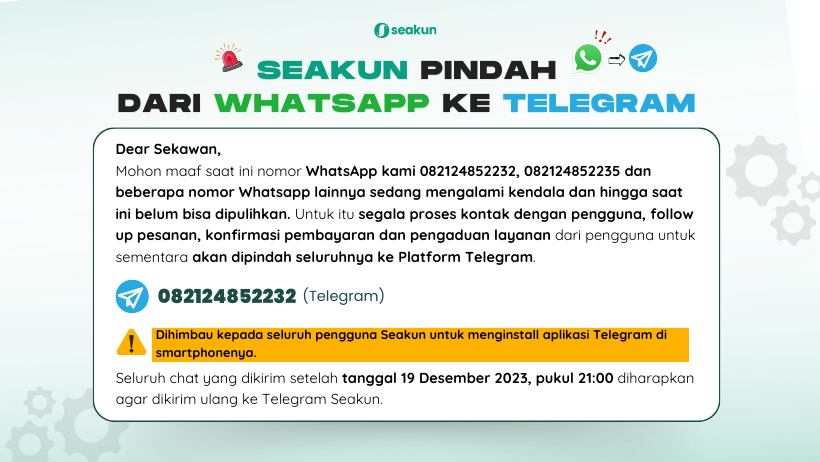 seakun
SEAKUN PINDAH
DARI WHATSAPP KE TELEGRAM
Dear Sekawan,
Mohon maaf saat ini nomor WhatsApp kami 082124852232, 082124852235 dan
beberapa nomor Whatsapp lainnya sedang mengalami kendala dan hingga saat
ini belum bisa dipulihkan. Untuk itu segala proses kontak dengan pengguna, follow
up pesanan, konfirmasi pembayaran dan pengaduan layanan dari pengguna untuk
sementara akan dipindah seluruhnya ke Platform Telegram.
082124852232 (Telegram)
Dihimbau kepada seluruh pengguna Seakun untuk menginstall aplikasi Telegram di
smartphonenya.
Seluruh chat yang dikirim setelah tanggal 19 Desember 2023, pukul 21:00 diharapkan
agar dikirim ulang ke Telegram Seakun.